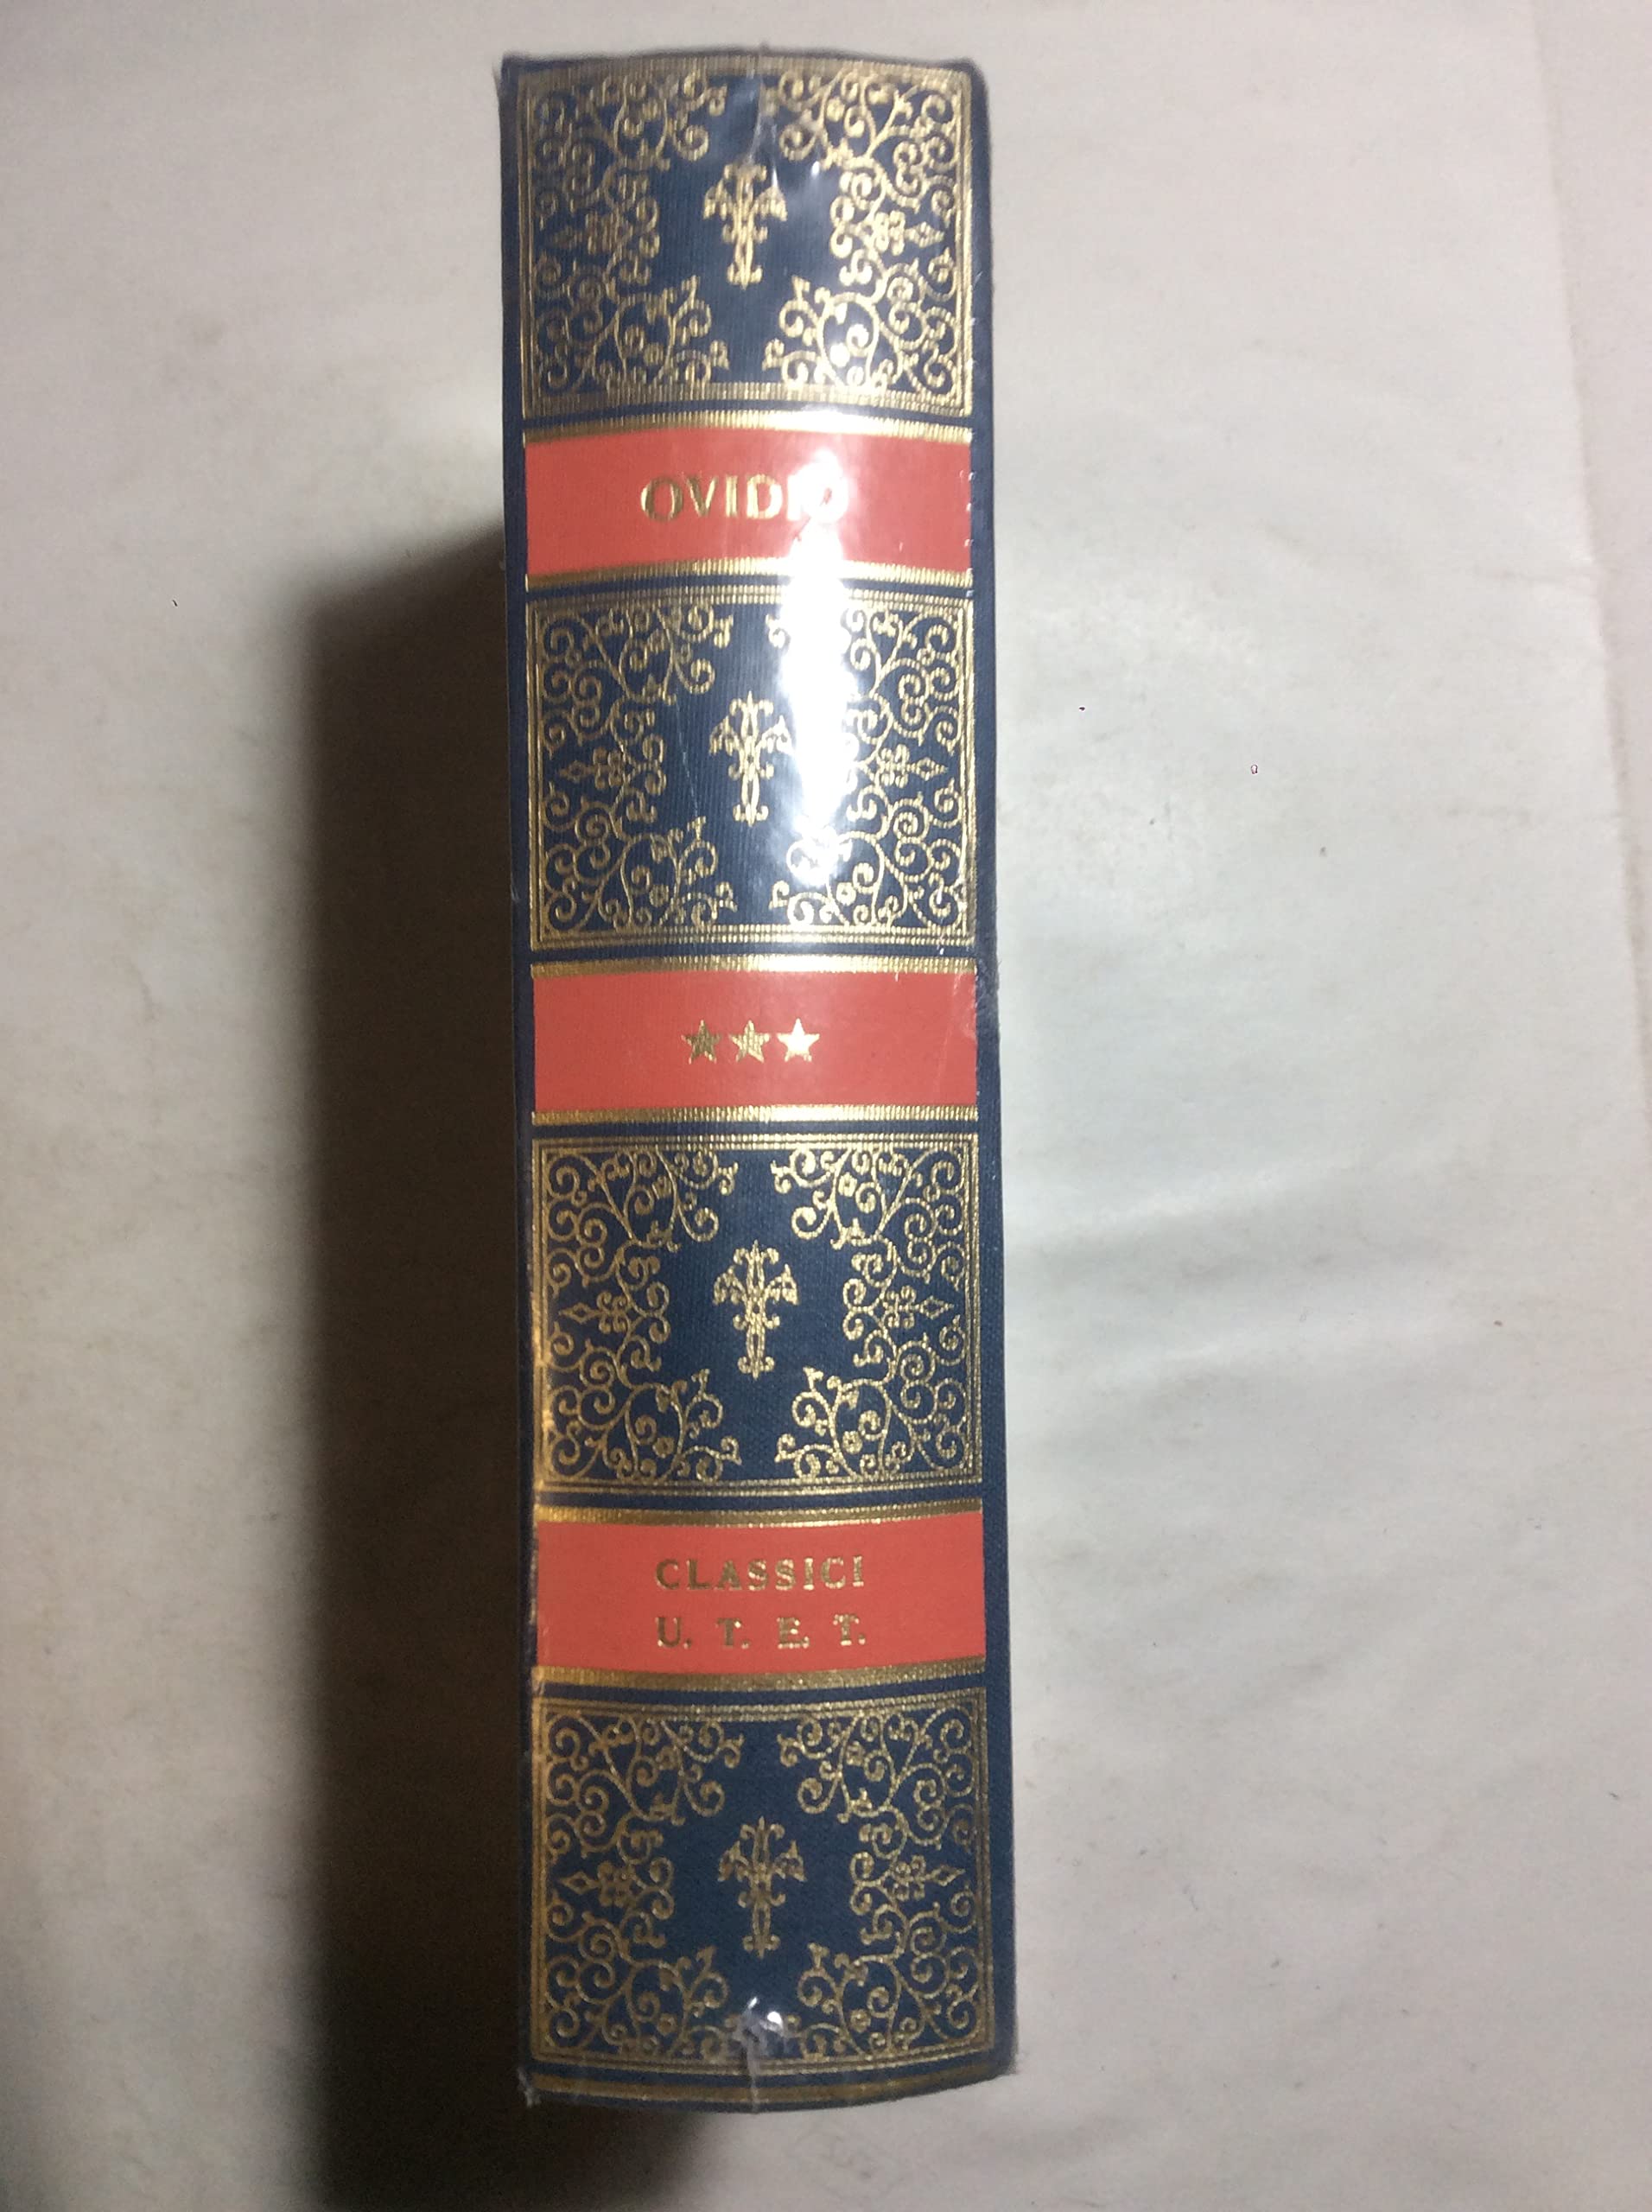 OVIDIO
★★★
CLASSICI
U. T. E. T.